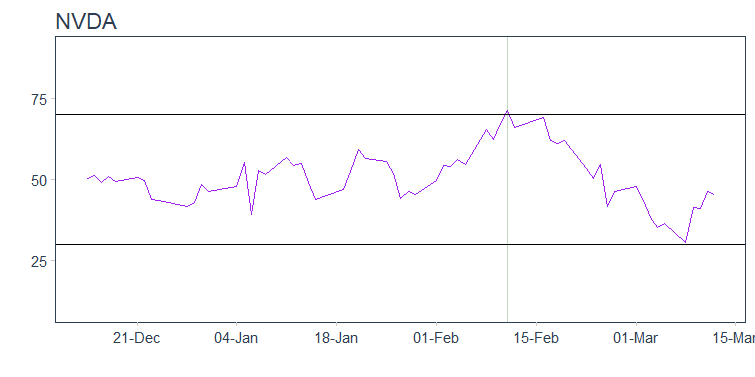 NVDA
75
50
25
21-Dec
04-Jan
18-Jan
01-Feb
15-Feb
01-Mar
15-Mar